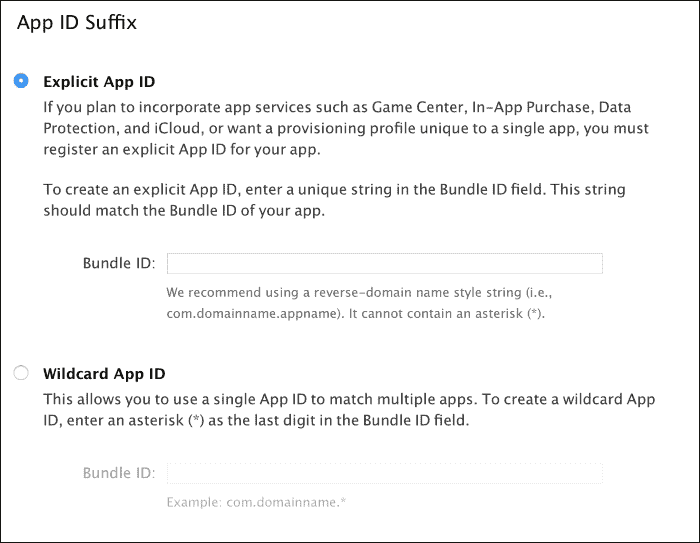 App ID Suffix
Explicit App ID
If you plan to incorporate app services such as Game Center, In-App Purchase, Data
Protection, and iCloud, or want a provisioning profile unique to a single app, you must
register an explicit App ID for your app.
To create an explicit App ID, enter a unique string in the Bundle ID field. This string
should match the Bundle ID of your app.
Bundle ID:
We recommend using a reverse-domain name style string (i.e.,
com.domainname.appname). It cannot contain an asterisk (*).
Wildcard App ID
This allows you to use a single App ID to match multiple apps. To create a wildcard App
ID, enter an asterisk (*) as the last digit in the Bundle ID field.
Bundle ID:
Example: com.domainname.*